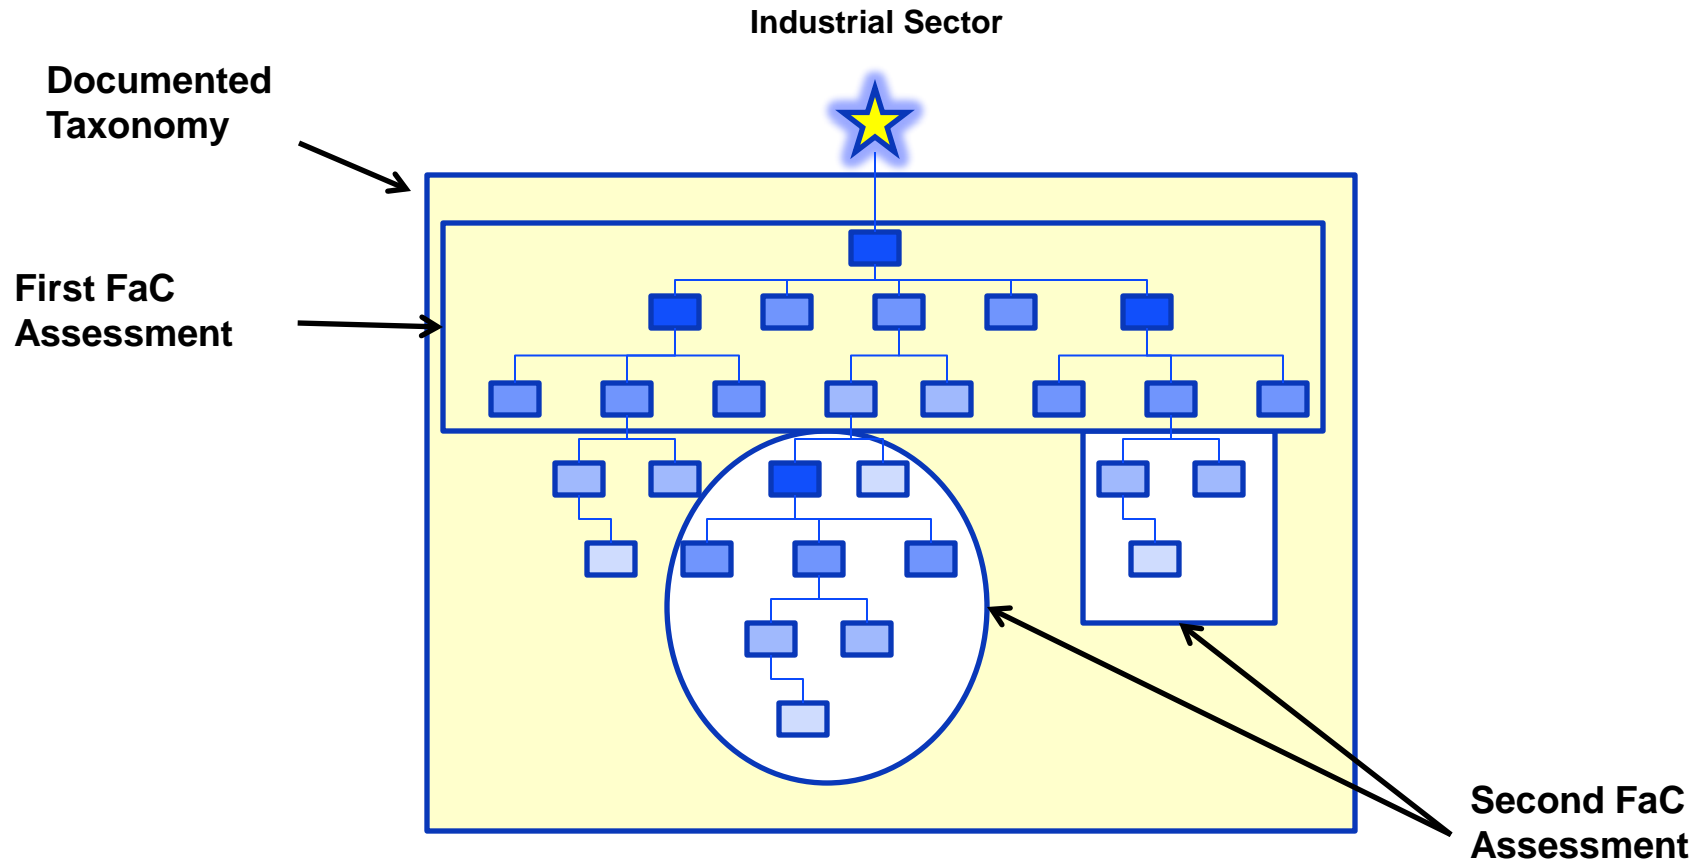 Industrial Sector
Documented
Taxonomy
First FaC
Assessment
Second FaC
Assessment